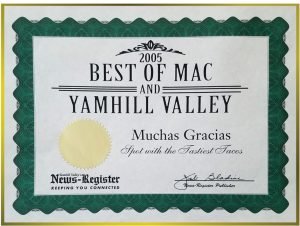 2005
BEST OF MAC
AND
YAMHILL VALLEY
Muchas Gracias
Spot with the Tastiest Tacos
News-Register
KEEPING YOU CONNECTED
News-Register Publisher